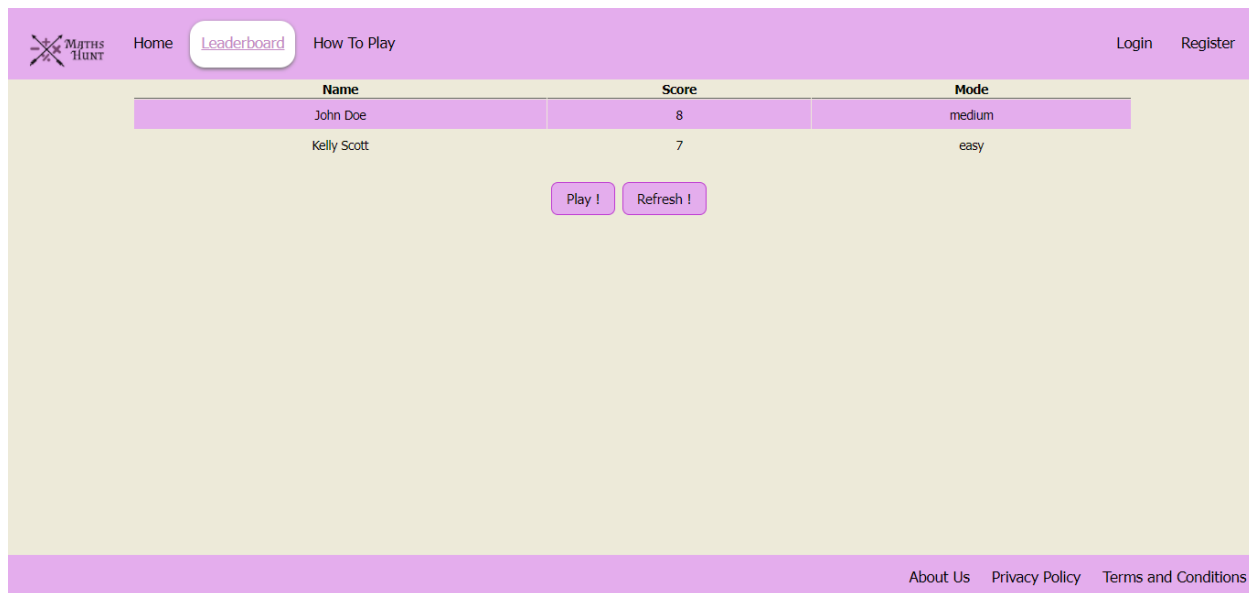 MATHS HUNT Home Leaderboard How To Play Login Register
Name Score Mode
John Doe 8 medium
Kelly Scott 7 easy
Play ! Refresh !
About Us Privacy Policy Terms and Conditions